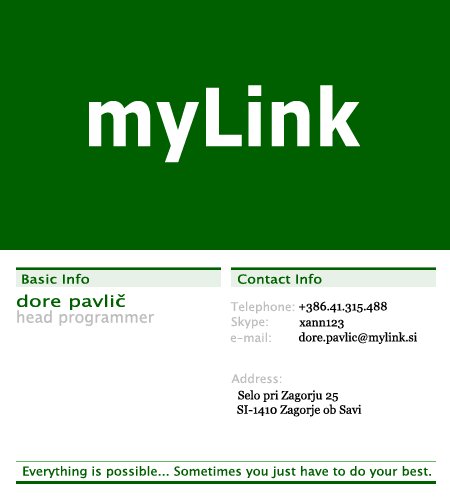 myLink
Basic Info
dore pavlič
head programmer
Contact Info
Telephone: +386.41.315.488
Skype: xann123
e-mail: dore.pavlic@mylink.si
Address:
Selo pri Zagorju 25
SI-1410 Zagorje ob Savi
Everything is possible... Sometimes you just have to do your best.